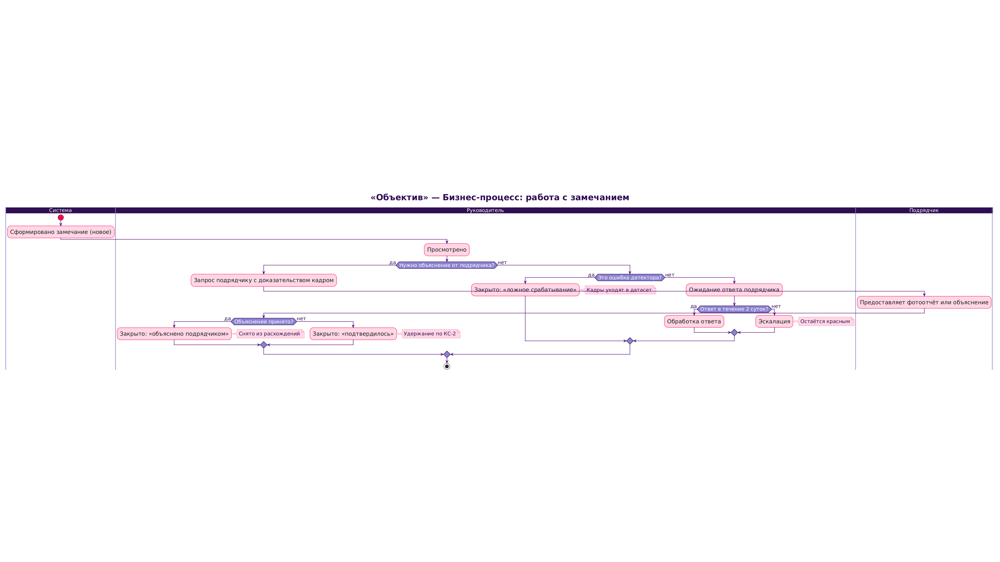 «Объектив» — Бизнес-процесс: работа с замечанием
Система
Руководитель
Подрядчик
Сформировано замечание (новое)
Просмотрено
да
Нужно объяснение от подрядчика?
нет
Запрос подрядчику с доказательством кадром
да
Это ошибка детектора?
нет
Закрыто: «ложное срабатывание»
Кадры уходят в датасет
Ожидание ответа подрядчика
Предоставляет фотоотчёт или объяснение
да
Ответ в течение 2 суток?
нет
да
Объяснение принято?
нет
Обработка ответа
Эскалация
Остаётся красным
Закрыто: «объяснено подрядчиком»
Снято из расхождений
Закрыто: «подтвердилось»
Удержание по КС-2